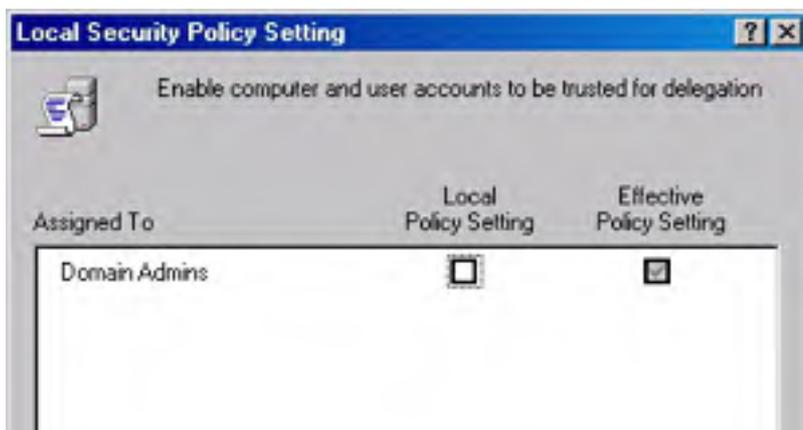 Local Security Policy Setting
Enable computer and user accounts to be trusted for delegation
Assigned To
Local
Policy Setting
Effective
Policy Setting
Domain Admins